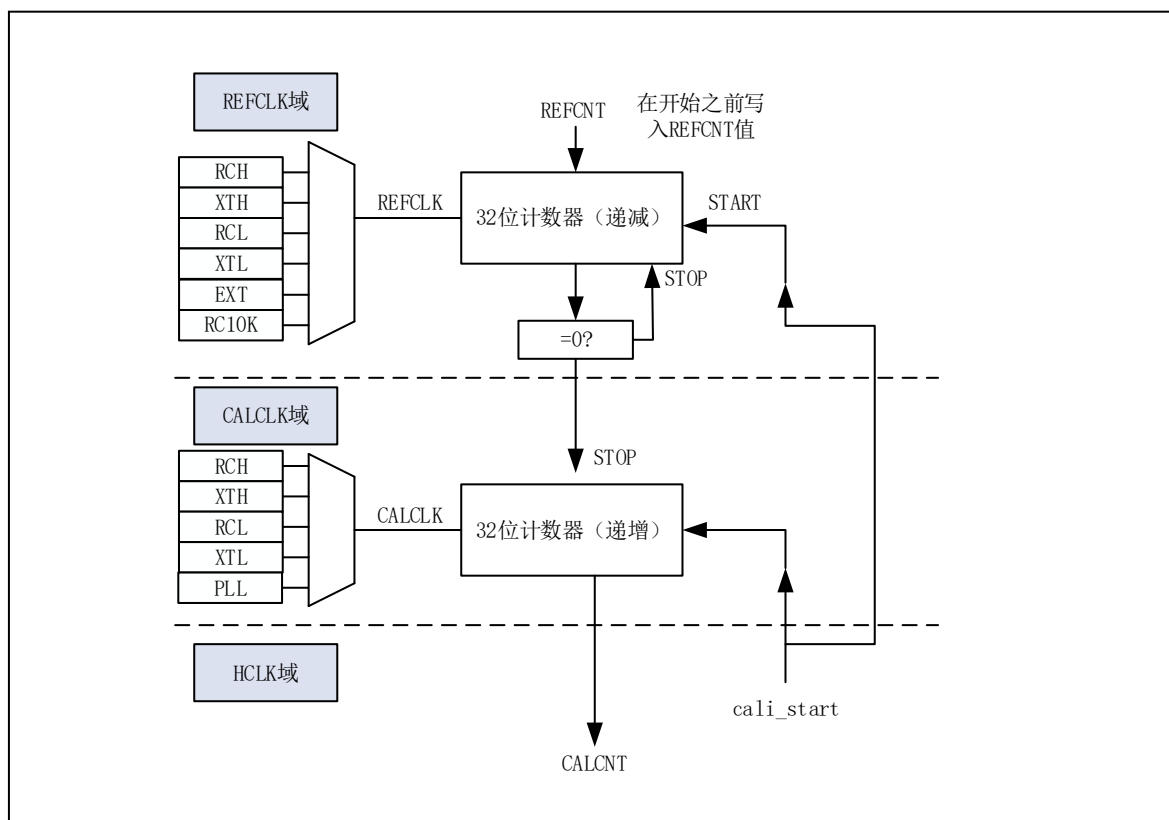 REFCLK域
REFCNT
在开始之前写
入REFCNT值
RCH
XTH
RCL
XTL
EXT
RC10K
REFCLK
32位计数器（递减）
START
STOP
=0?
CALCLK域
RCH
XTH
RCL
XTL
PLL
CALCLK
STOP
32位计数器（递增）
HCLK域
cali_start
CALCNT